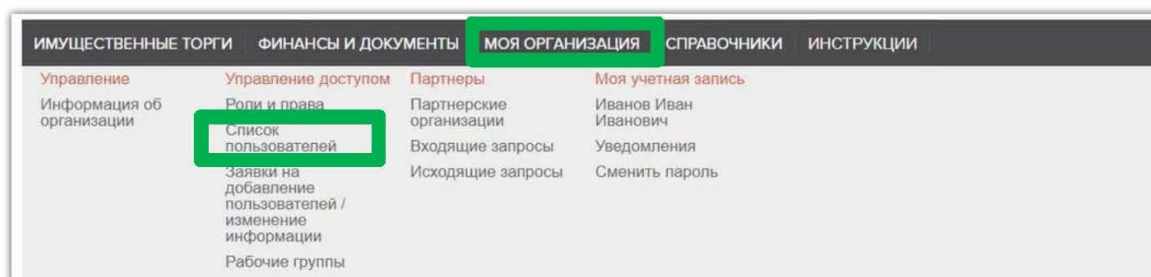 ИМУЩЕСТВЕННЫЕ ТОРГИ ФИНАНСЫ И ДОКУМЕНТЫ МОЯ ОРГАНИЗАЦИЯ СПРАВОЧНИКИ ИНСТРУКЦИИ
Управление
Информация об
организации
Управление доступом
Роли и права
Список
пользователей
Заявки на
добавление
пользователей /
изменение
информации
Рабочие группы
Партнеры
Партнерские
организации
Входящие запросы
Исходящие запросы
Моя учетная запись
Иванов Иван
Иванович
Уведомления
Сменить пароль